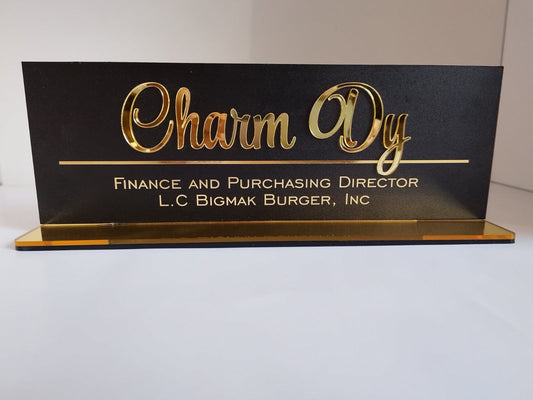 Charm Dy
Finance and Purchasing Director
L.C Bigmak Burger, Inc